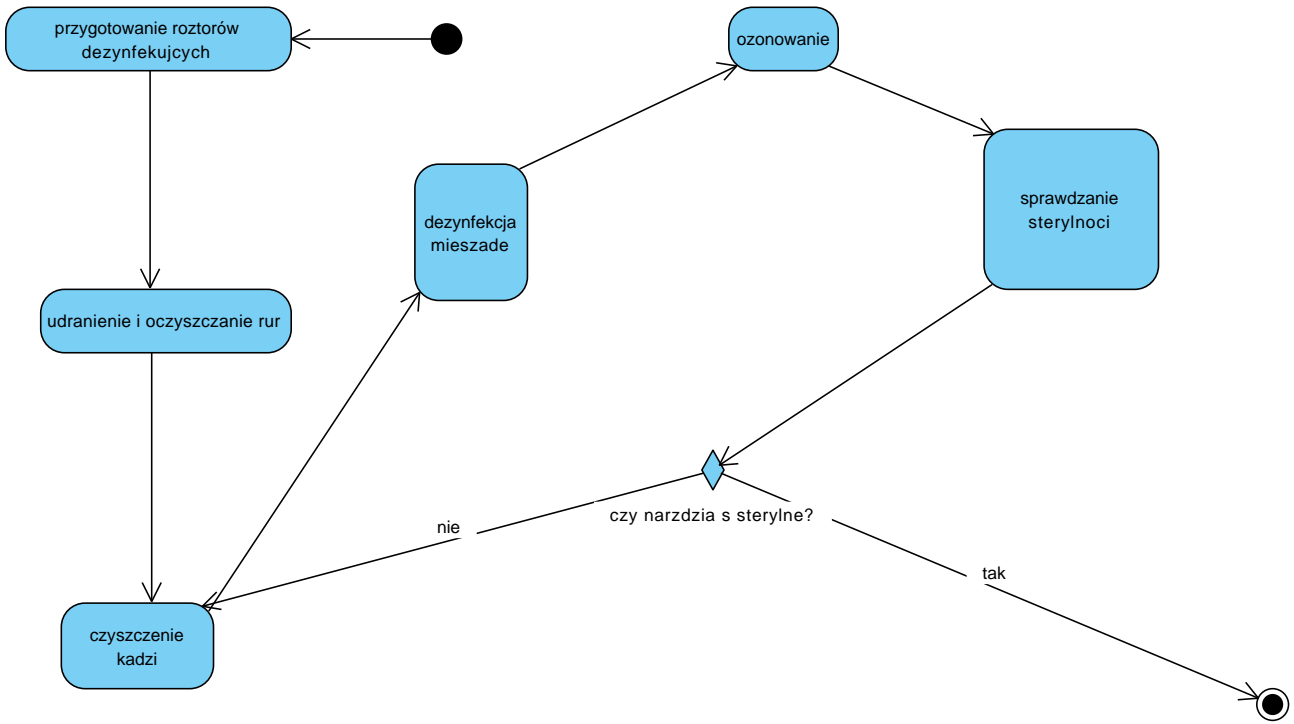 przygotowanie roztorów
dezynfekujcych
ozonowanie
dezynfekcja
mieszade
sprawdzanie
sterylnoci
udranienie i oczyszczanie rur
czy narzdzia s sterylne?
nie
tak
czyszczenie
kadzi